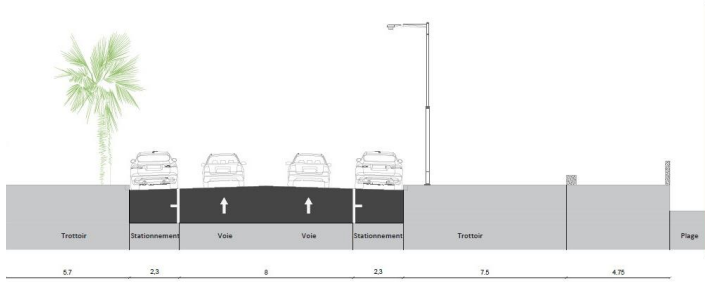 Trottoir Stationnement Voie Voie Stationnement Trottoir Plage
5.7 2,3 8 2,3 7.5 4.75